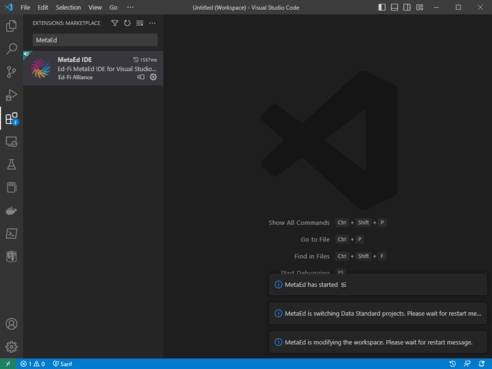 File Edit Selection View Go ···
Untitled (Workspace) - Visual Studio Code
EXTENSIONS: MARKETPLACE
MetaEd
MetaEd IDE 1557ms
Ed-Fi MetaEd IDE for Visual Studio...
Ed-Fi Alliance
Show All Commands Ctrl + Shift + P
Go to File Ctrl + P
Find in Files Ctrl + Shift + F
Start Debugging F5
MetaEd has started
MetaEd is switching Data Standard projects. Please wait for restart me...
MetaEd is modifying the workspace. Please wait for restart message.
1 0 Sarif